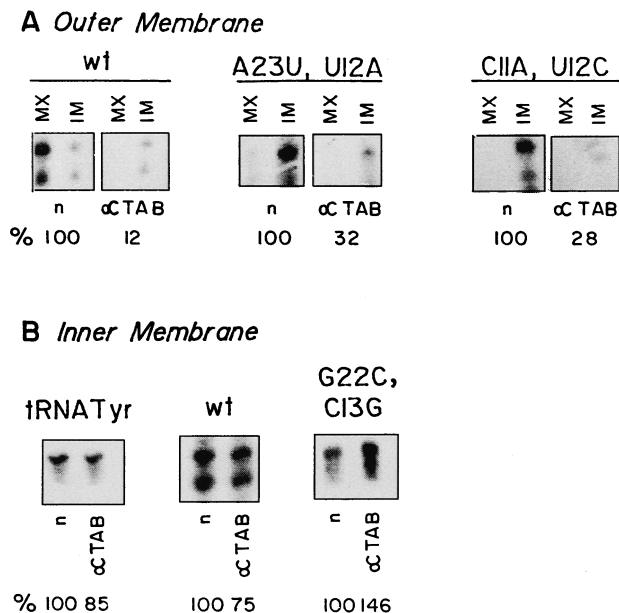 A Outer Membrane
wt A23U, U12A C11A, U12C
MX IM MX IM MX IM MX IM MX IM MX IM
n αCTAB n αCTAB n αCTAB
% 100 12 100 32 100 28
B Inner Membrane
tRNATyr wt G22C,
C13G
n αCTAB n αCTAB n αCTAB
% 100 85 100 75 100 146